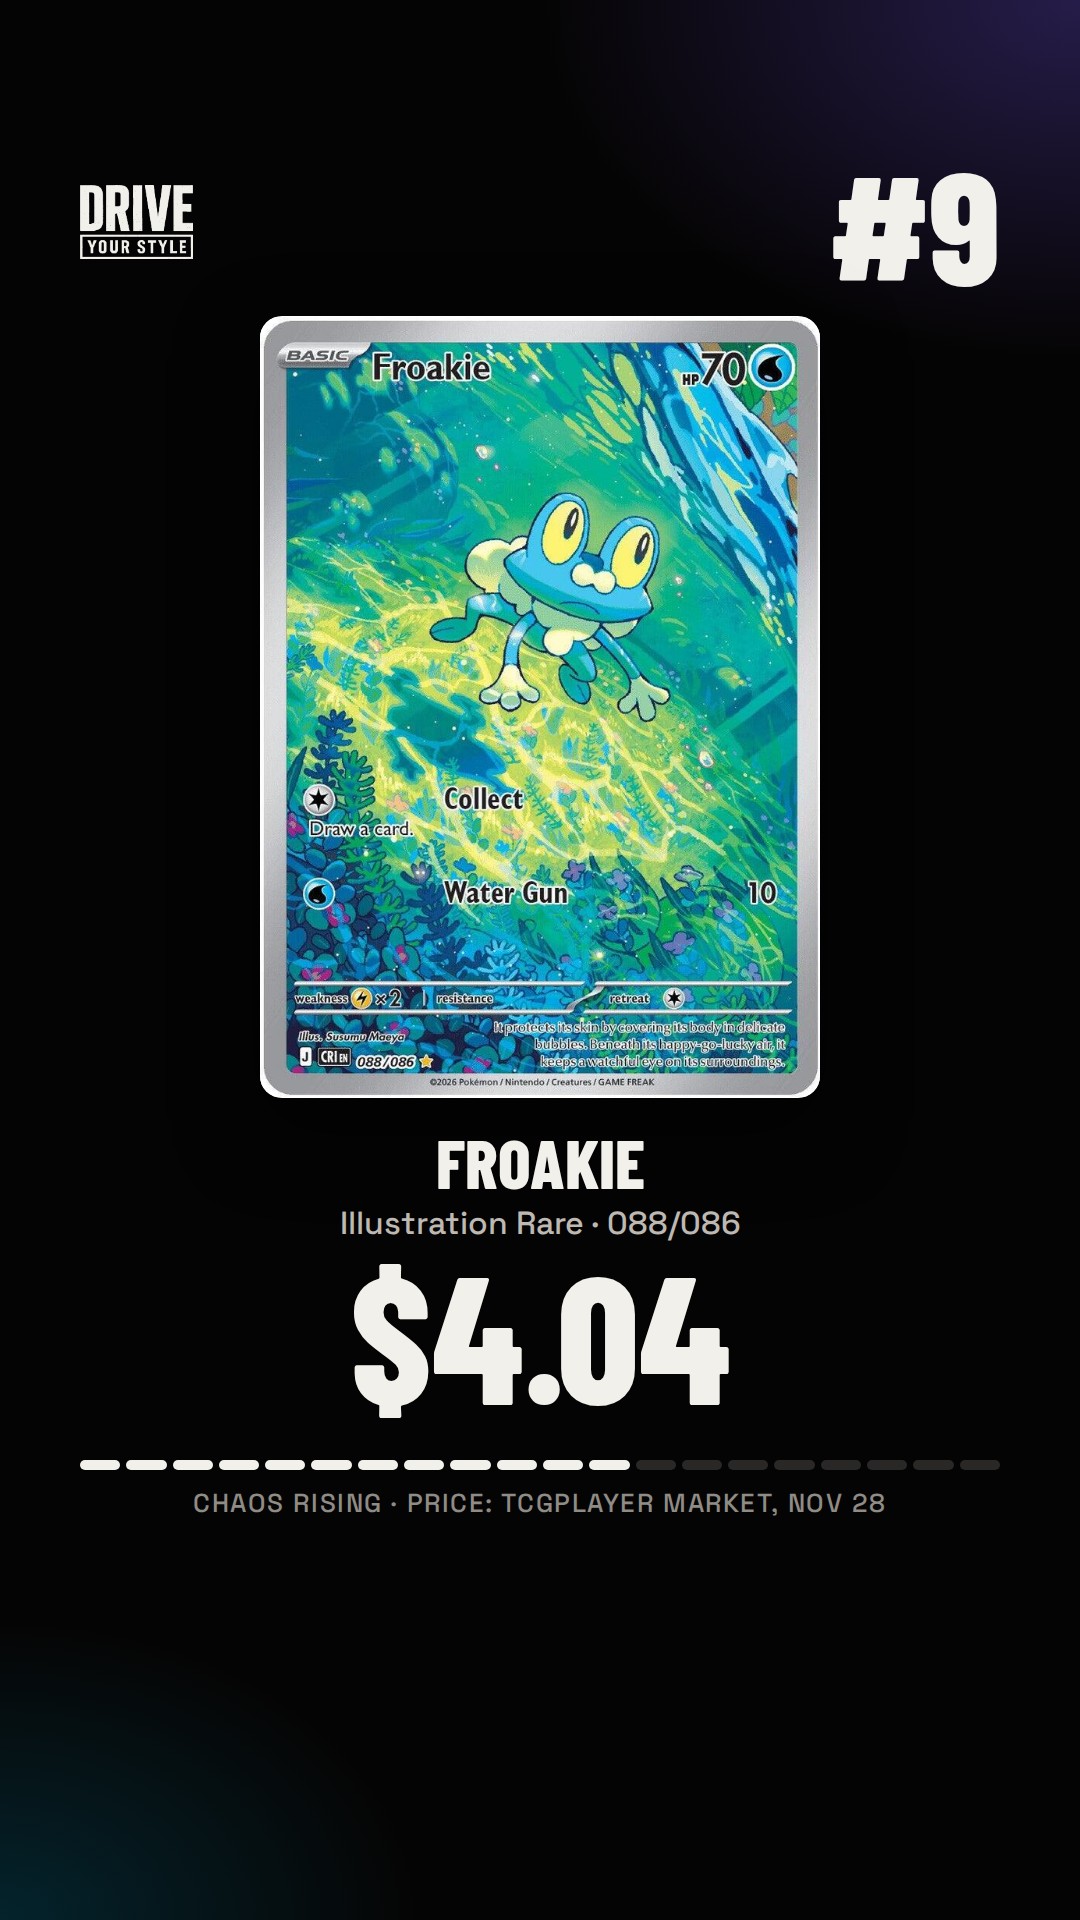 DRIVE
YOUR STYLE
#9
BASIC
Froakie
HP 70
Collect
Draw a card.
Water Gun 10
weakness ×2 resistance retreat
It protects its skin by covering its body in delicate
bubbles. Beneath its happy-go-lucky air, it
keeps a watchful eye on its surroundings.
Illus. Susumu Maeya
J CRI EN 088/086
©2026 Pokémon / Nintendo / Creatures / GAME FREAK
FROAKIE
Illustration Rare · 088/086
$4.04
CHAOS RISING · PRICE: TCGPLAYER MARKET, NOV 28